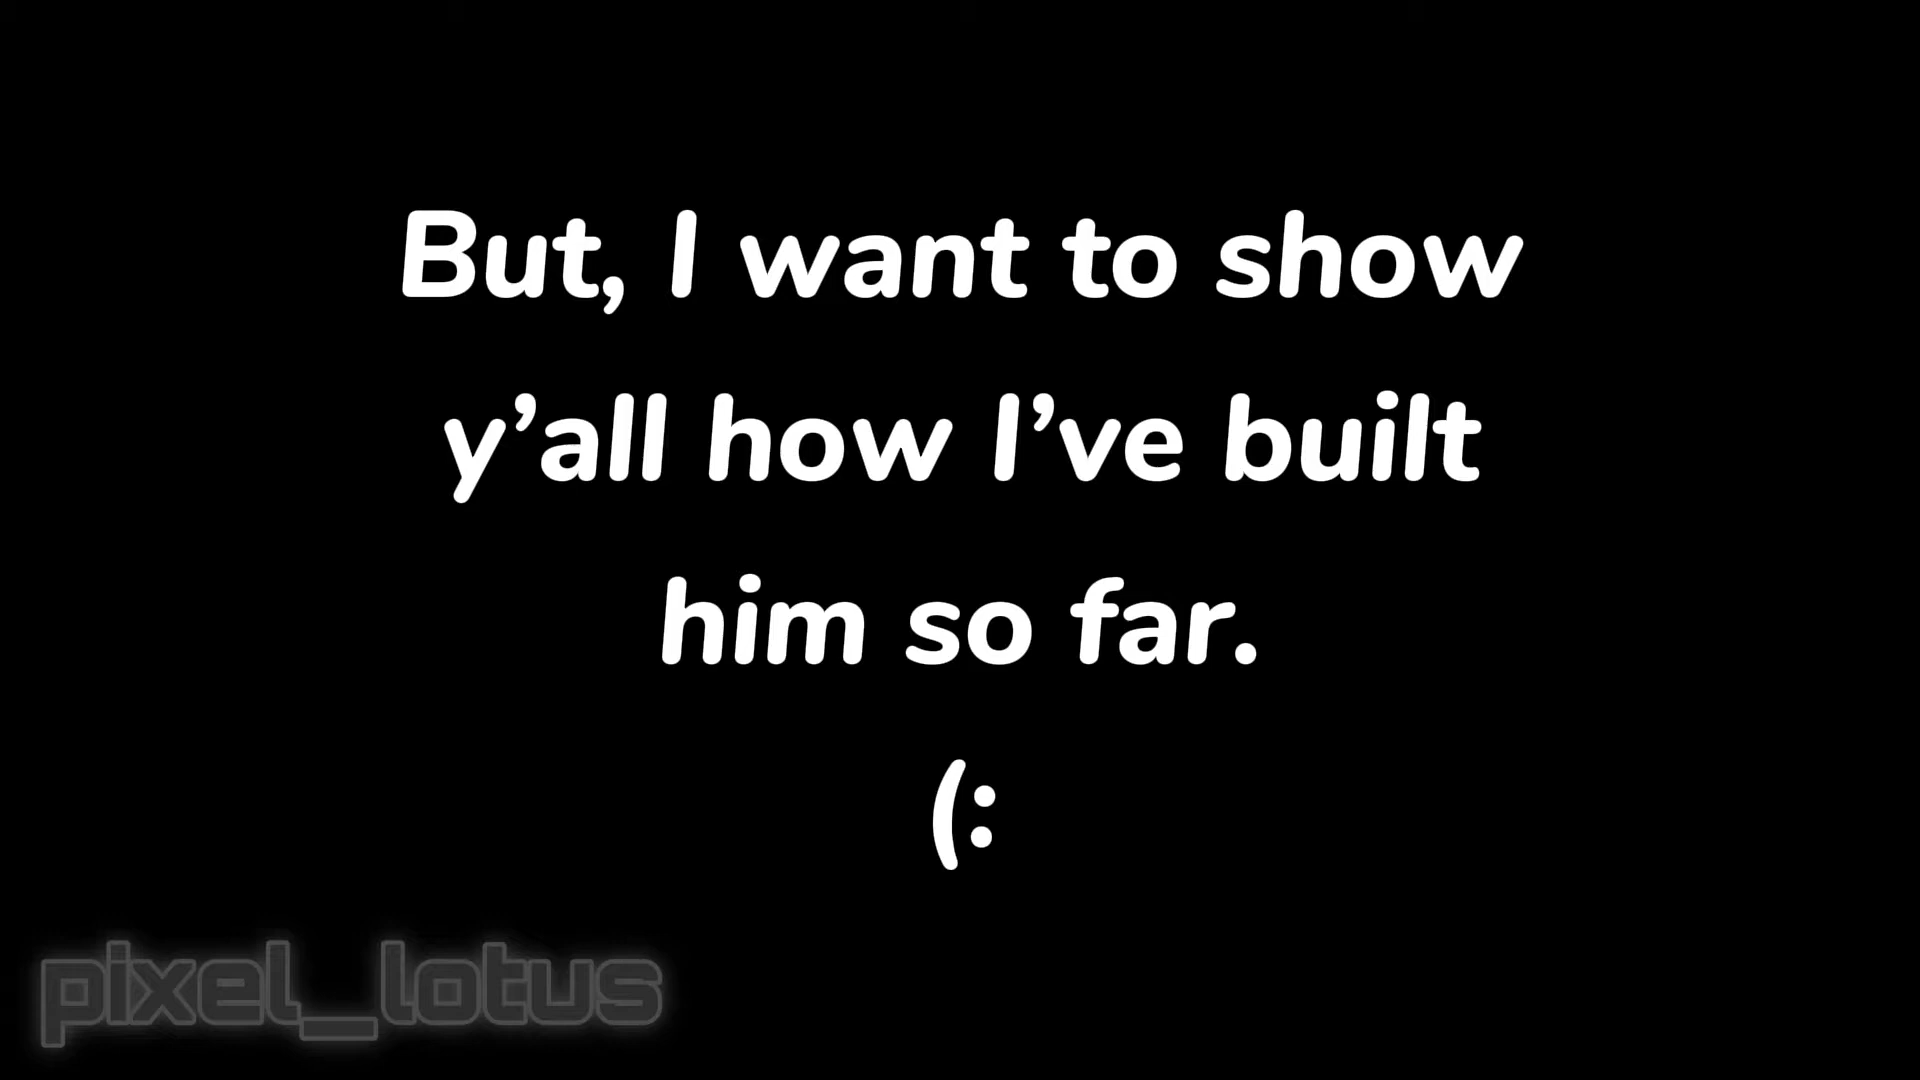 But, I want to show
y’all how I’ve built
him so far.
(:
pixel_lotus